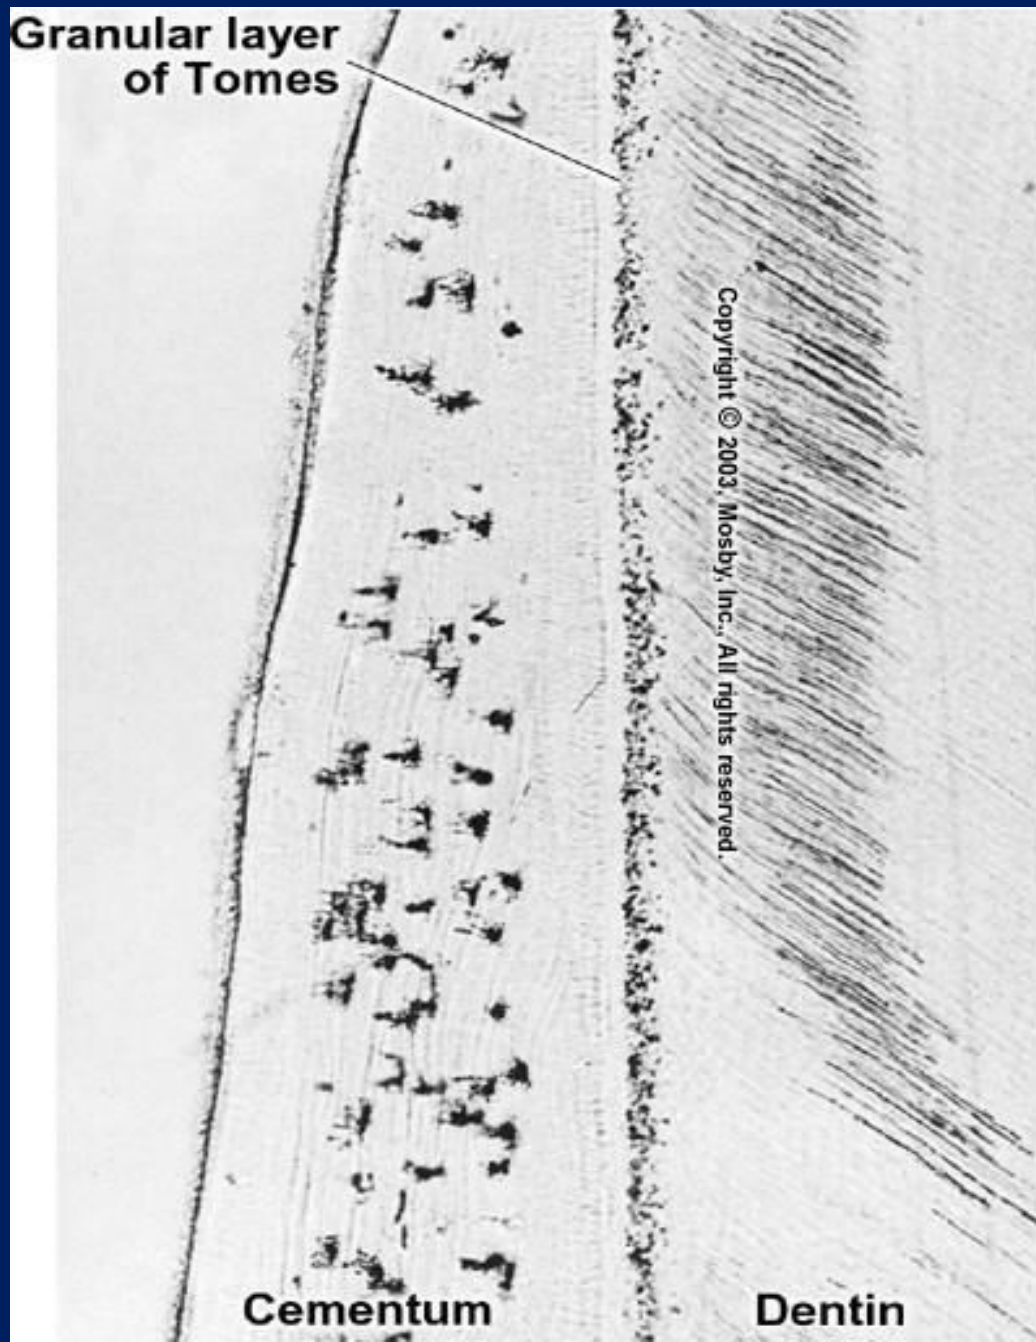 Granular layer
of Tomes
Copyright © 2003, Mosby, Inc., All rights reserved.
Cementum
Dentin